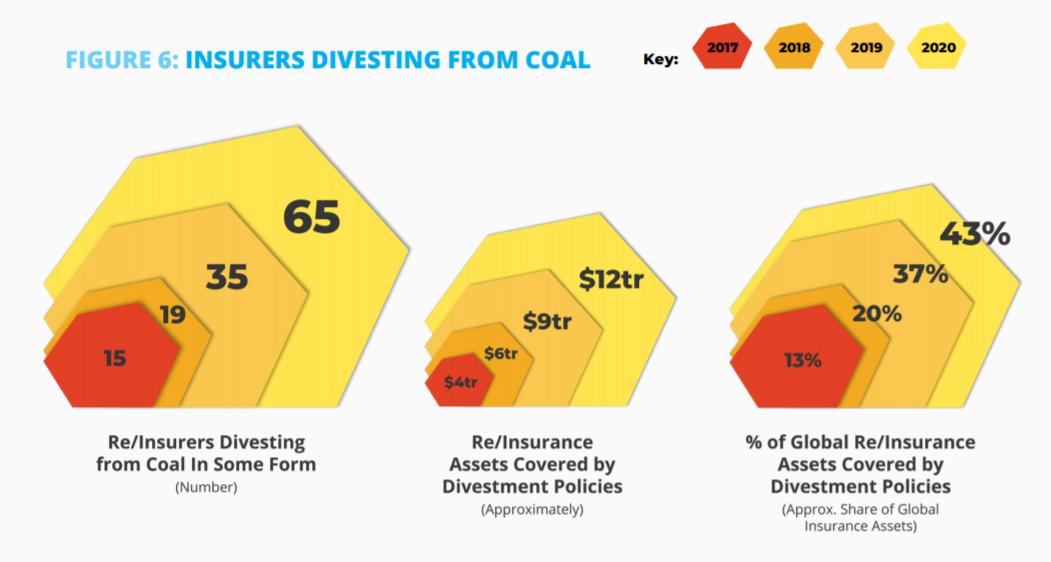 FIGURE 6: INSURERS DIVESTING FROM COAL
Key: 2017 2018 2019 2020
65
35
19
15
Re/Insurers Divesting
from Coal In Some Form
(Number)
$12tr
$9tr
$6tr
$4tr
Re/Insurance
Assets Covered by
Divestment Policies
(Approximately)
43%
37%
20%
13%
% of Global Re/Insurance
Assets Covered by
Divestment Policies
(Approx. Share of Global
Insurance Assets)